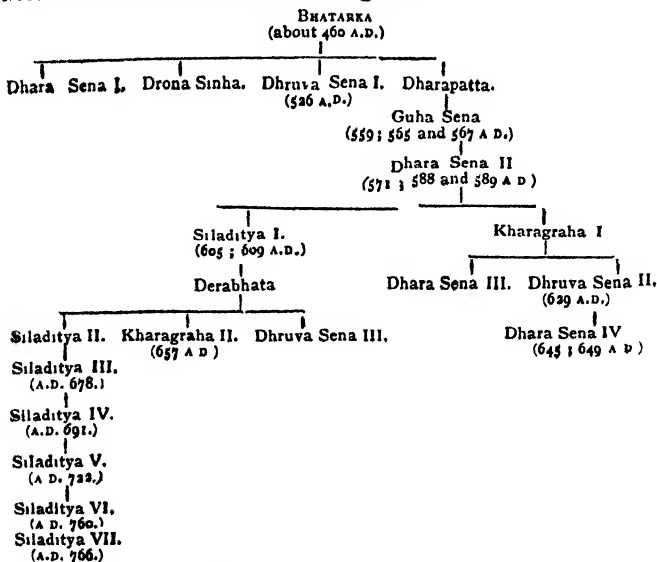 BHATARKA
(about 460 A.D.)
Dhara Sena I. Drona Sinha. Dhruva Sena I. Dharapatta.
(526 A.D.)
Guha Sena
(559; 565 and 567 A D.)
Dhara Sena II
(571; 588 and 589 A D)
Siladitya I. Kharagraha I
(605; 609 A.D.)
Derabhata Dhara Sena III. Dhruva Sena II.
(629 A.D.)
Siladitya II. Kharagraha II. Dhruva Sena III. Dhara Sena IV
(657 A D) (645; 649 A D)
Siladitya III.
(A.D. 678.)
Siladitya IV.
(A.D. 691.)
Siladitya V.
(A D. 722.)
Siladitya VI.
(A D. 760.)
Siladitya VII.
(A.D. 766.)